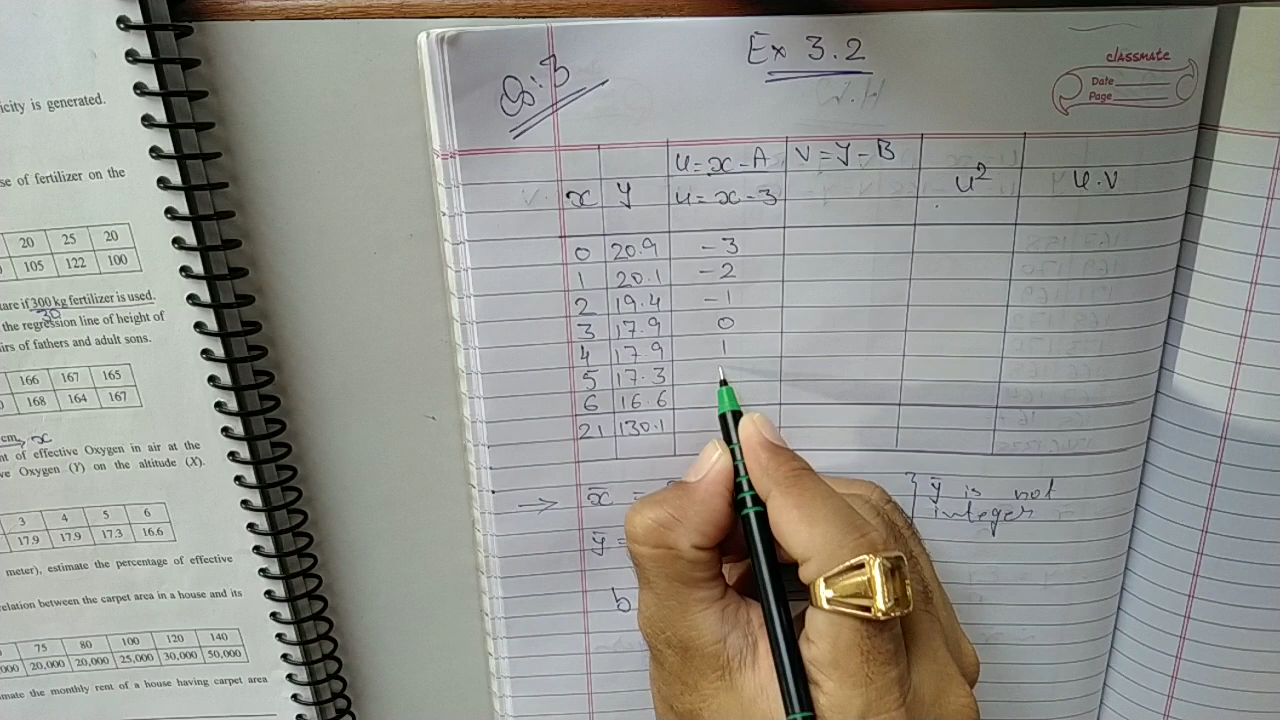 icity is generated.
se of fertilizer on the
20 25 20
105 122 100
are if 300 kg fertilizer is used.
30
the regression line of height of
irs of fathers and adult sons.
166 167 165
168 164 167
cm, x
nt of effective Oxygen in air at the
ve Oxygen (Y) on the altitude (X).
3 4 5 6
17.9 17.9 17.3 16.6
meter), estimate the percentage of effective
relation between the carpet area in a house and its
75 80 100 120 140
000 20,000 20,000 25,000 30,000 50,000
mate the monthly rent of a house having carpet area
Ex 3.2
Q:3
classmate
Date
Page
u=x-A V=Y-B
x y u=x-3 u² u.v
0 20.9 -3
1 20.1 -2
2 19.4 -1
3 17.9 0
4 17.9 1
5 17.3
6 16.6
21 130.1
→ x̄ = } ȳ is not
integer
ȳ =
b